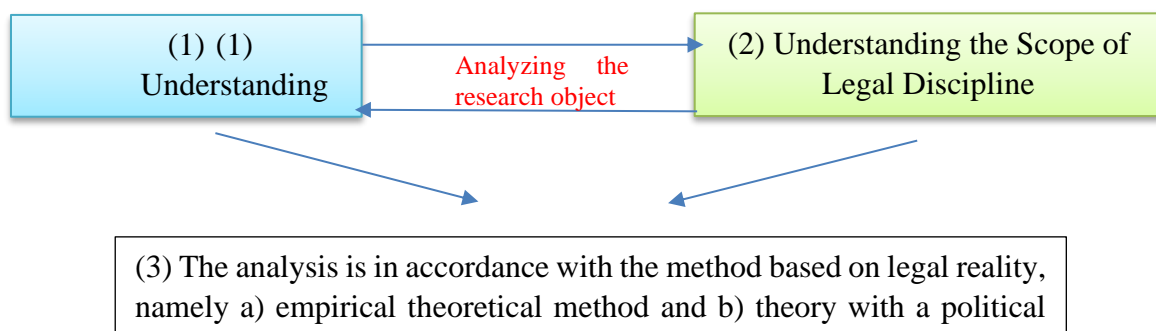 (1) (1)
Understanding
Analyzing the
research object
(2) Understanding the Scope of
Legal Discipline
(3) The analysis is in accordance with the method based on legal reality,
namely a) empirical theoretical method and b) theory with a political